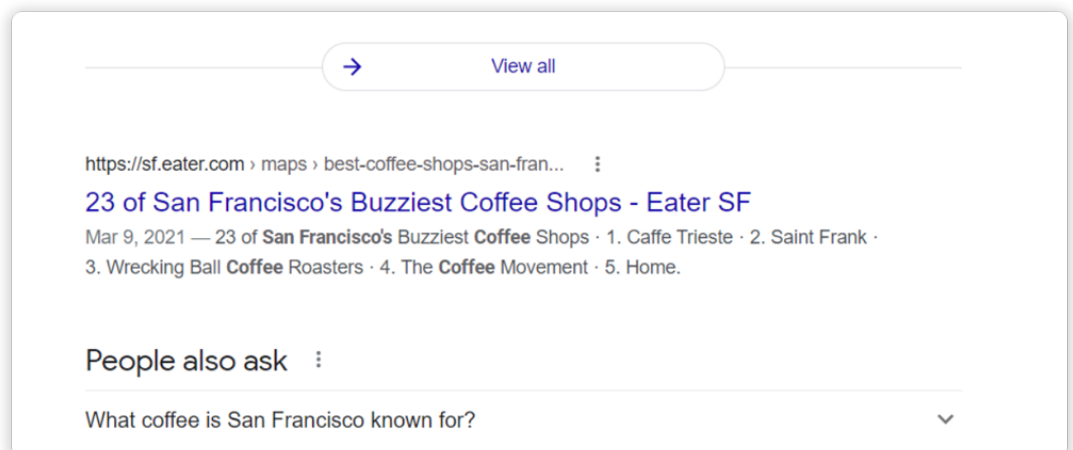 View all
https://sf.eater.com › maps › best-coffee-shops-san-fran...
23 of San Francisco's Buzziest Coffee Shops - Eater SF
Mar 9, 2021 — 23 of San Francisco's Buzziest Coffee Shops · 1. Caffe Trieste · 2. Saint Frank ·
3. Wrecking Ball Coffee Roasters · 4. The Coffee Movement · 5. Home.
People also ask
What coffee is San Francisco known for?